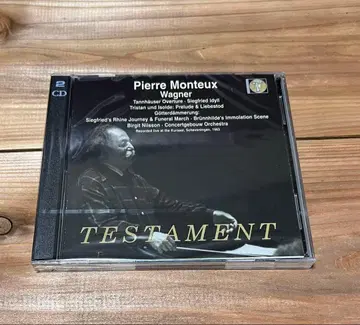 2
CD
Pierre Monteux
Wagner
Tannhäuser Overture · Siegfried Idyll
Tristan und Isolde: Prelude & Liebestod
Götterdämmerung
Siegfried's Rhine Journey & Funeral March · Brünnhilde's Immolation Scene
Birgit Nilsson · Concertgebouw Orchestra
Recorded live at the Kurzaal, Scheveningen, 1963
TESTAMENT